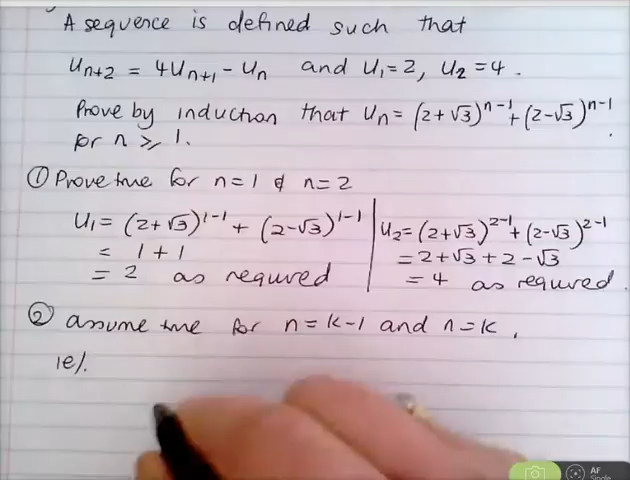 A sequence is defined such that
Uₙ₊₂ = 4Uₙ₊₁ - Uₙ and U₁ = 2, U₂ = 4.
Prove by induction that Uₙ = (2+√3)ⁿ⁻¹ + (2-√3)ⁿ⁻¹
for n ⩾ 1.
① Prove true for n=1 & n=2
U₁ = (2+√3)¹⁻¹ + (2-√3)¹⁻¹
= 1 + 1
= 2 as required
U₂ = (2+√3)²⁻¹ + (2-√3)²⁻¹
= 2+√3 + 2-√3
= 4 as required.
② assume true for n = k-1 and n = k.
ie/.
AF
Single